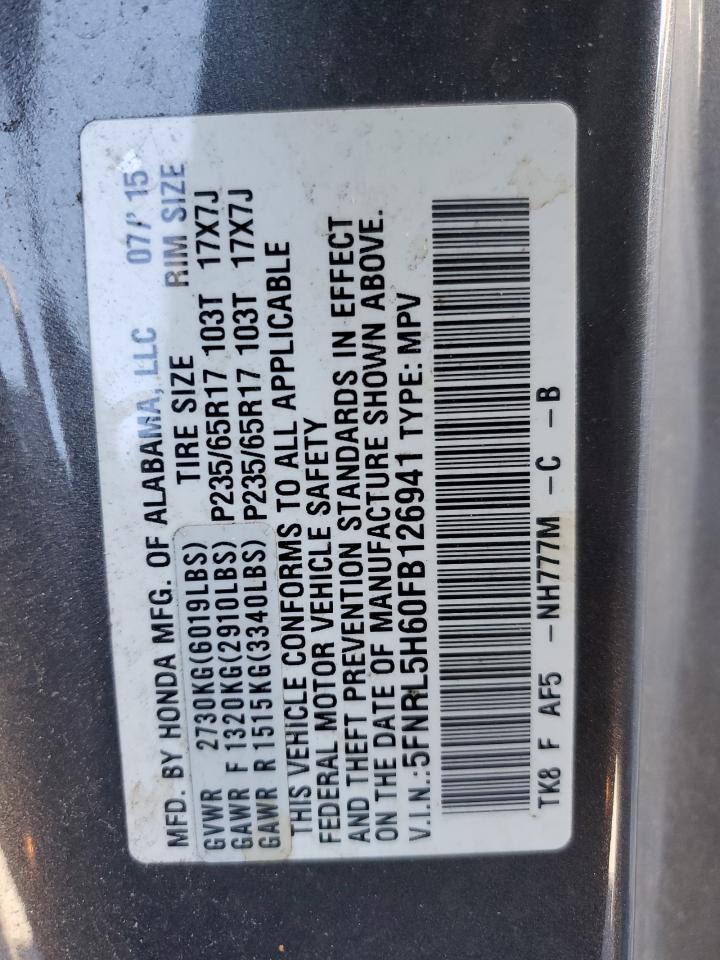 MFD. BY HONDA MFG. OF ALABAMA, LLC 07/' 15
TIRE SIZE RIM SIZE
GVWR 2730KG(6019LBS)
GAWR F 1320KG(2910LBS) P235/65R17 103T 17X7J
GAWR R 1515KG(3340LBS) P235/65R17 103T 17X7J
THIS VEHICLE CONFORMS TO ALL APPLICABLE
FEDERAL MOTOR VEHICLE SAFETY
AND THEFT PREVENTION STANDARDS IN EFFECT
ON THE DATE OF MANUFACTURE SHOWN ABOVE.
V.I.N.:5FNRL5H60FB126941 TYPE: MPV
TK8 F AF5 -NH777M -C -B